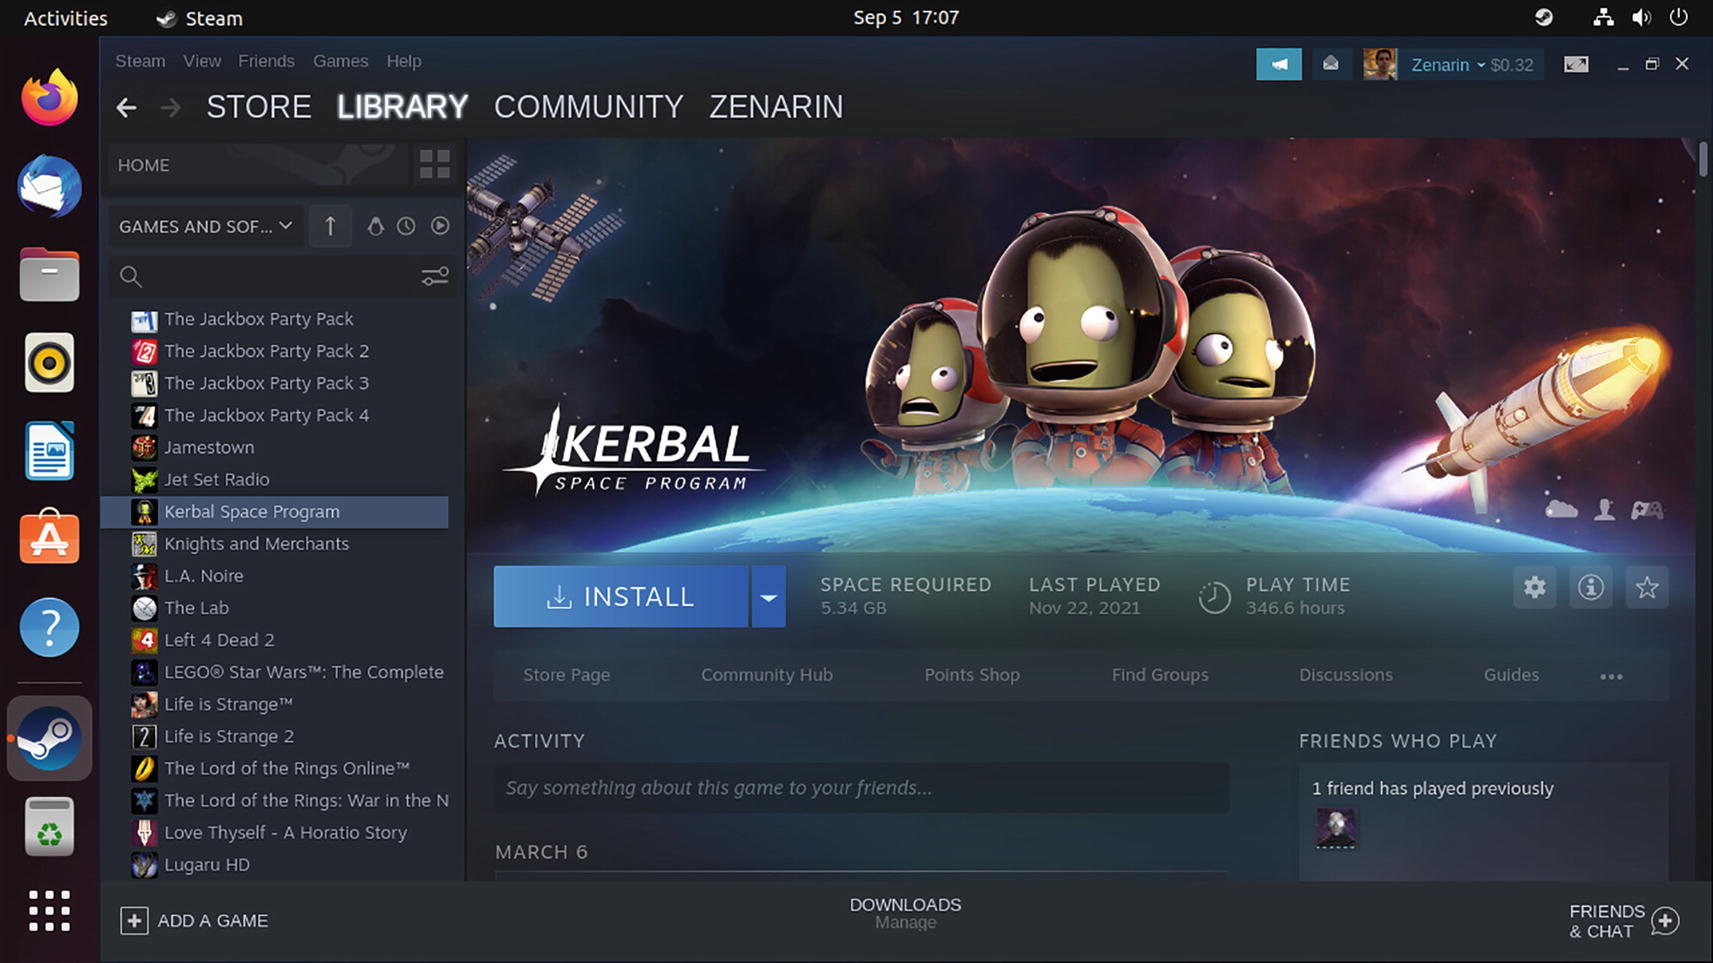 Activities
Steam
Sep 5 17:07
Steam View Friends Games Help
Zenarin $0.32
STORE LIBRARY COMMUNITY ZENARIN
HOME
GAMES AND SOF...
The Jackbox Party Pack
The Jackbox Party Pack 2
The Jackbox Party Pack 3
The Jackbox Party Pack 4
Jamestown
Jet Set Radio
Kerbal Space Program
Knights and Merchants
L.A. Noire
The Lab
Left 4 Dead 2
LEGO® Star Wars™: The Complete
Life is Strange™
Life is Strange 2
The Lord of the Rings Online™
The Lord of the Rings: War in the N
Love Thyself - A Horatio Story
Lugaru HD
KERBAL
SPACE PROGRAM
INSTALL
SPACE REQUIRED
5.34 GB
LAST PLAYED
Nov 22, 2021
PLAY TIME
346.6 hours
Store Page Community Hub Points Shop Find Groups Discussions Guides
ACTIVITY
Say something about this game to your friends...
MARCH 6
FRIENDS WHO PLAY
1 friend has played previously
ADD A GAME
DOWNLOADS
Manage
FRIENDS
& CHAT